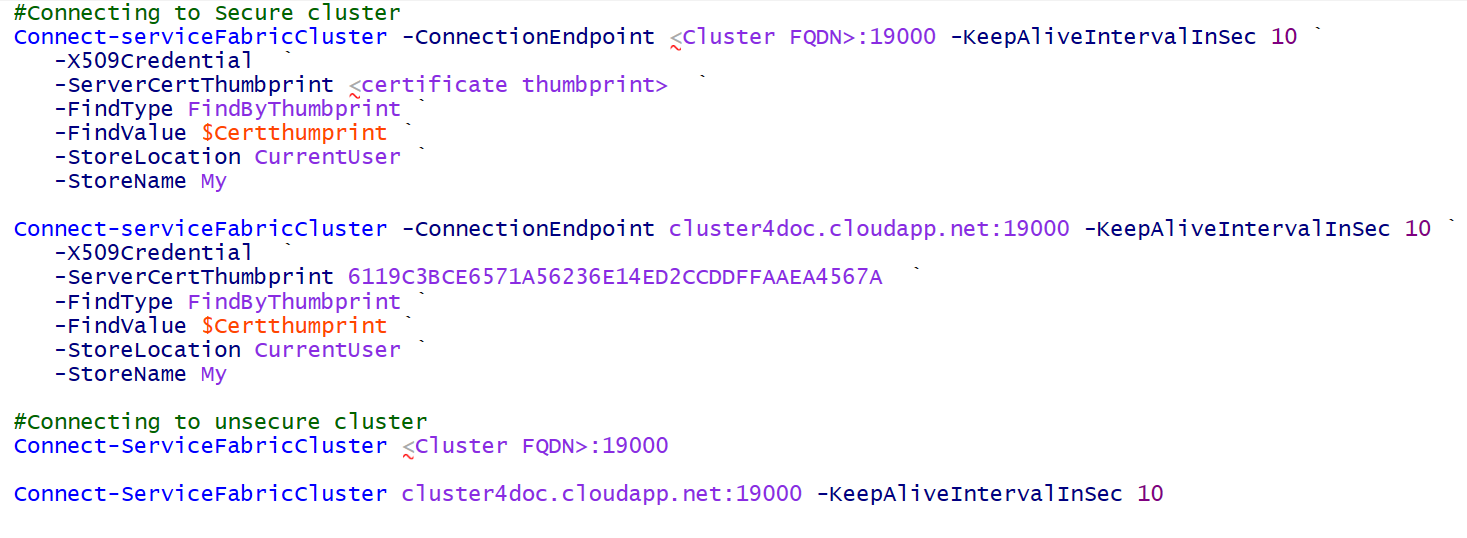 #Connecting to Secure cluster
Connect-serviceFabricCluster -ConnectionEndpoint <Cluster FQDN>:19000 -KeepAliveIntervalInSec 10 `
-X509Credential `
-ServerCertThumbprint <certificate thumbprint> `
-FindType FindByThumbprint `
-FindValue $Certthumprint `
-StoreLocation CurrentUser `
-StoreName My
Connect-serviceFabricCluster -ConnectionEndpoint cluster4doc.cloudapp.net:19000 -KeepAliveIntervalInSec 10 `
-X509Credential `
-ServerCertThumbprint 6119C3BCE6571A56236E14ED2CCDDFFAAEA4567A `
-FindType FindByThumbprint `
-FindValue $Certthumprint `
-StoreLocation CurrentUser `
-StoreName My
#Connecting to unsecure cluster
Connect-ServiceFabricCluster <Cluster FQDN>:19000
Connect-ServiceFabricCluster cluster4doc.cloudapp.net:19000 -KeepAliveIntervalInSec 10